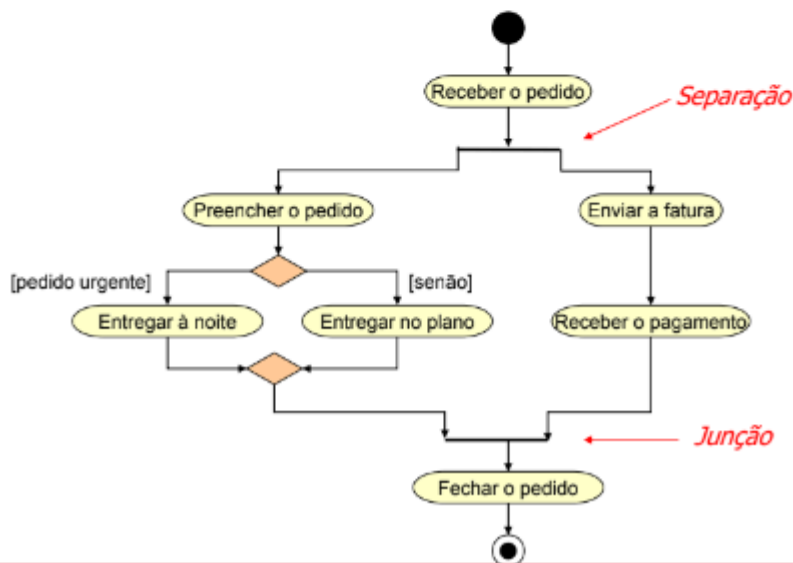 Receber o pedido
Separação
Preencher o pedido
Enviar a fatura
[pedido urgente]
[senão]
Entregar à noite
Entregar no plano
Receber o pagamento
Junção
Fechar o pedido